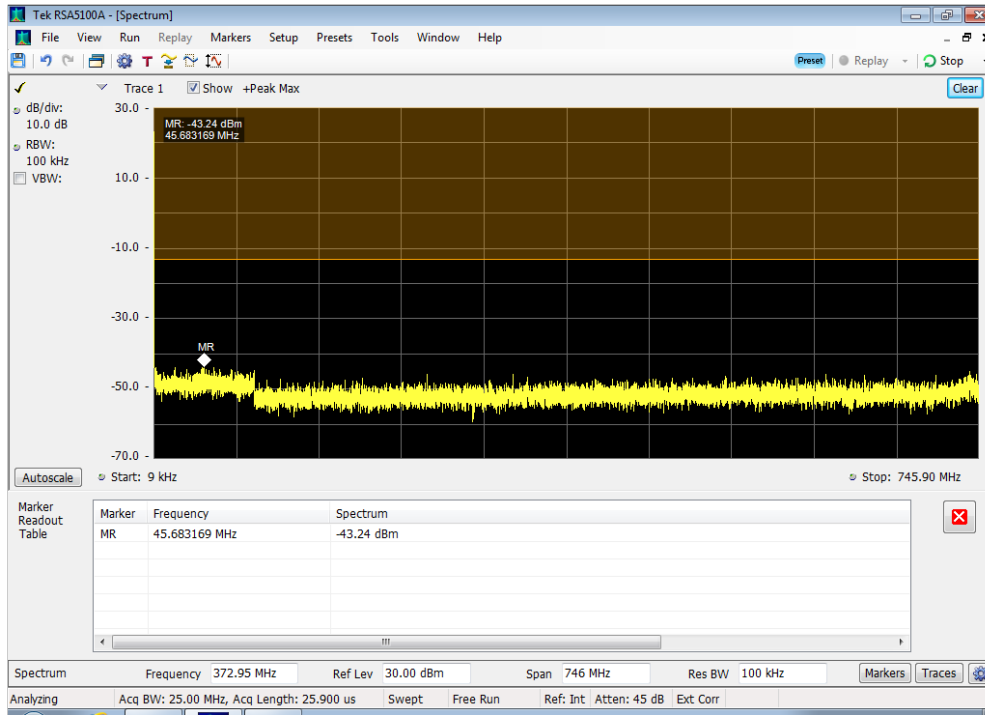 Tek RSA5100A - [Spectrum]
File View Run Replay Markers Setup Presets Tools Window Help
T Preset Replay Stop
Trace 1 Show +Peak Max Clear
dB/div:
10.0 dB
RBW:
100 kHz
VBW:
30.0 -
10.0 -
-10.0 -
-30.0 -
-50.0 -
-70.0 -
MR: -43.24 dBm
45.683169 MHz
MR
Autoscale Start: 9 kHz Stop: 745.90 MHz
Marker
Readout
Table
Marker Frequency Spectrum
MR 45.683169 MHz -43.24 dBm
Spectrum Frequency 372.95 MHz Ref Lev 30.00 dBm Span 746 MHz Res BW 100 kHz Markers Traces
Analyzing Acq BW: 25.00 MHz, Acq Length: 25.900 us Swept Free Run Ref: Int Atten: 45 dB Ext Corr